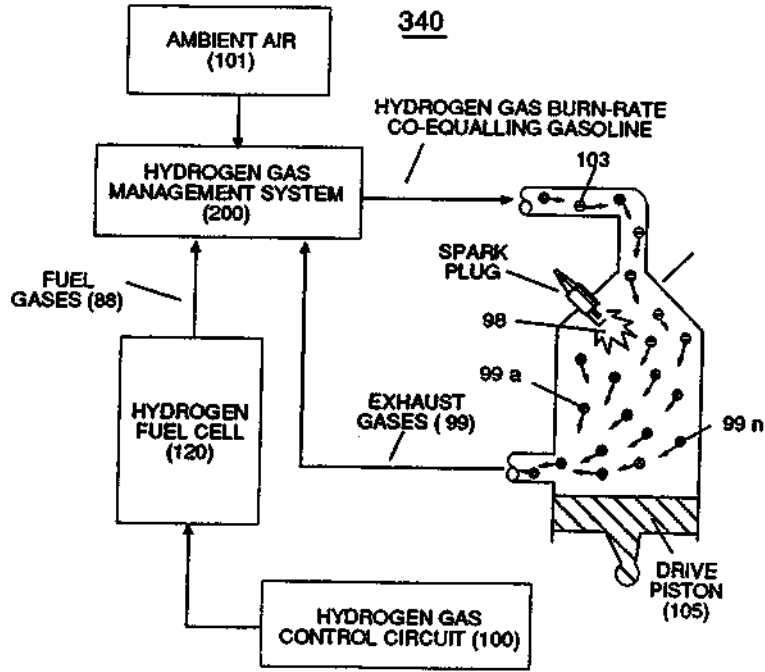 340
AMBIENT AIR
(101)
HYDROGEN GAS BURN-RATE
CO-EQUALLING GASOLINE
103
HYDROGEN GAS
MANAGEMENT SYSTEM
(200)
SPARK
PLUG
FUEL
GASES (88)
98
99 a
EXHAUST
GASES ( 99)
99 n
HYDROGEN
FUEL CELL
(120)
DRIVE
PISTON
(105)
HYDROGEN GAS
CONTROL CIRCUIT (100)